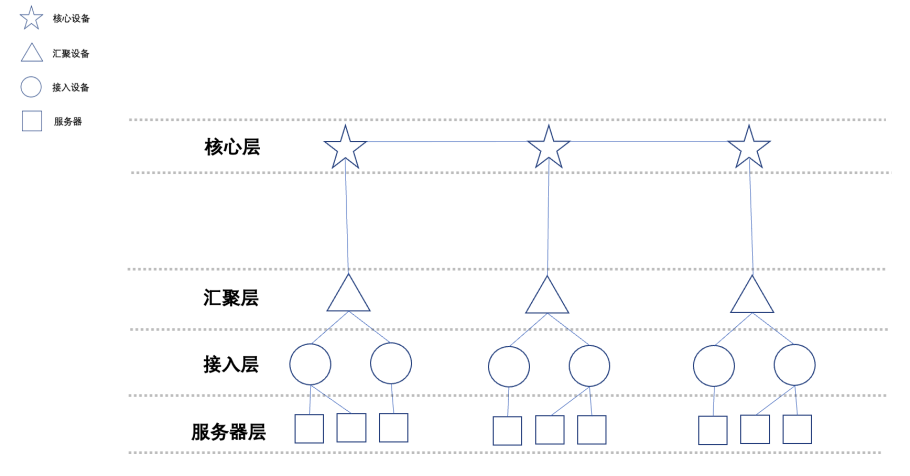 核心设备
汇聚设备
接入设备
服务器
核心层
汇聚层
接入层
服务器层